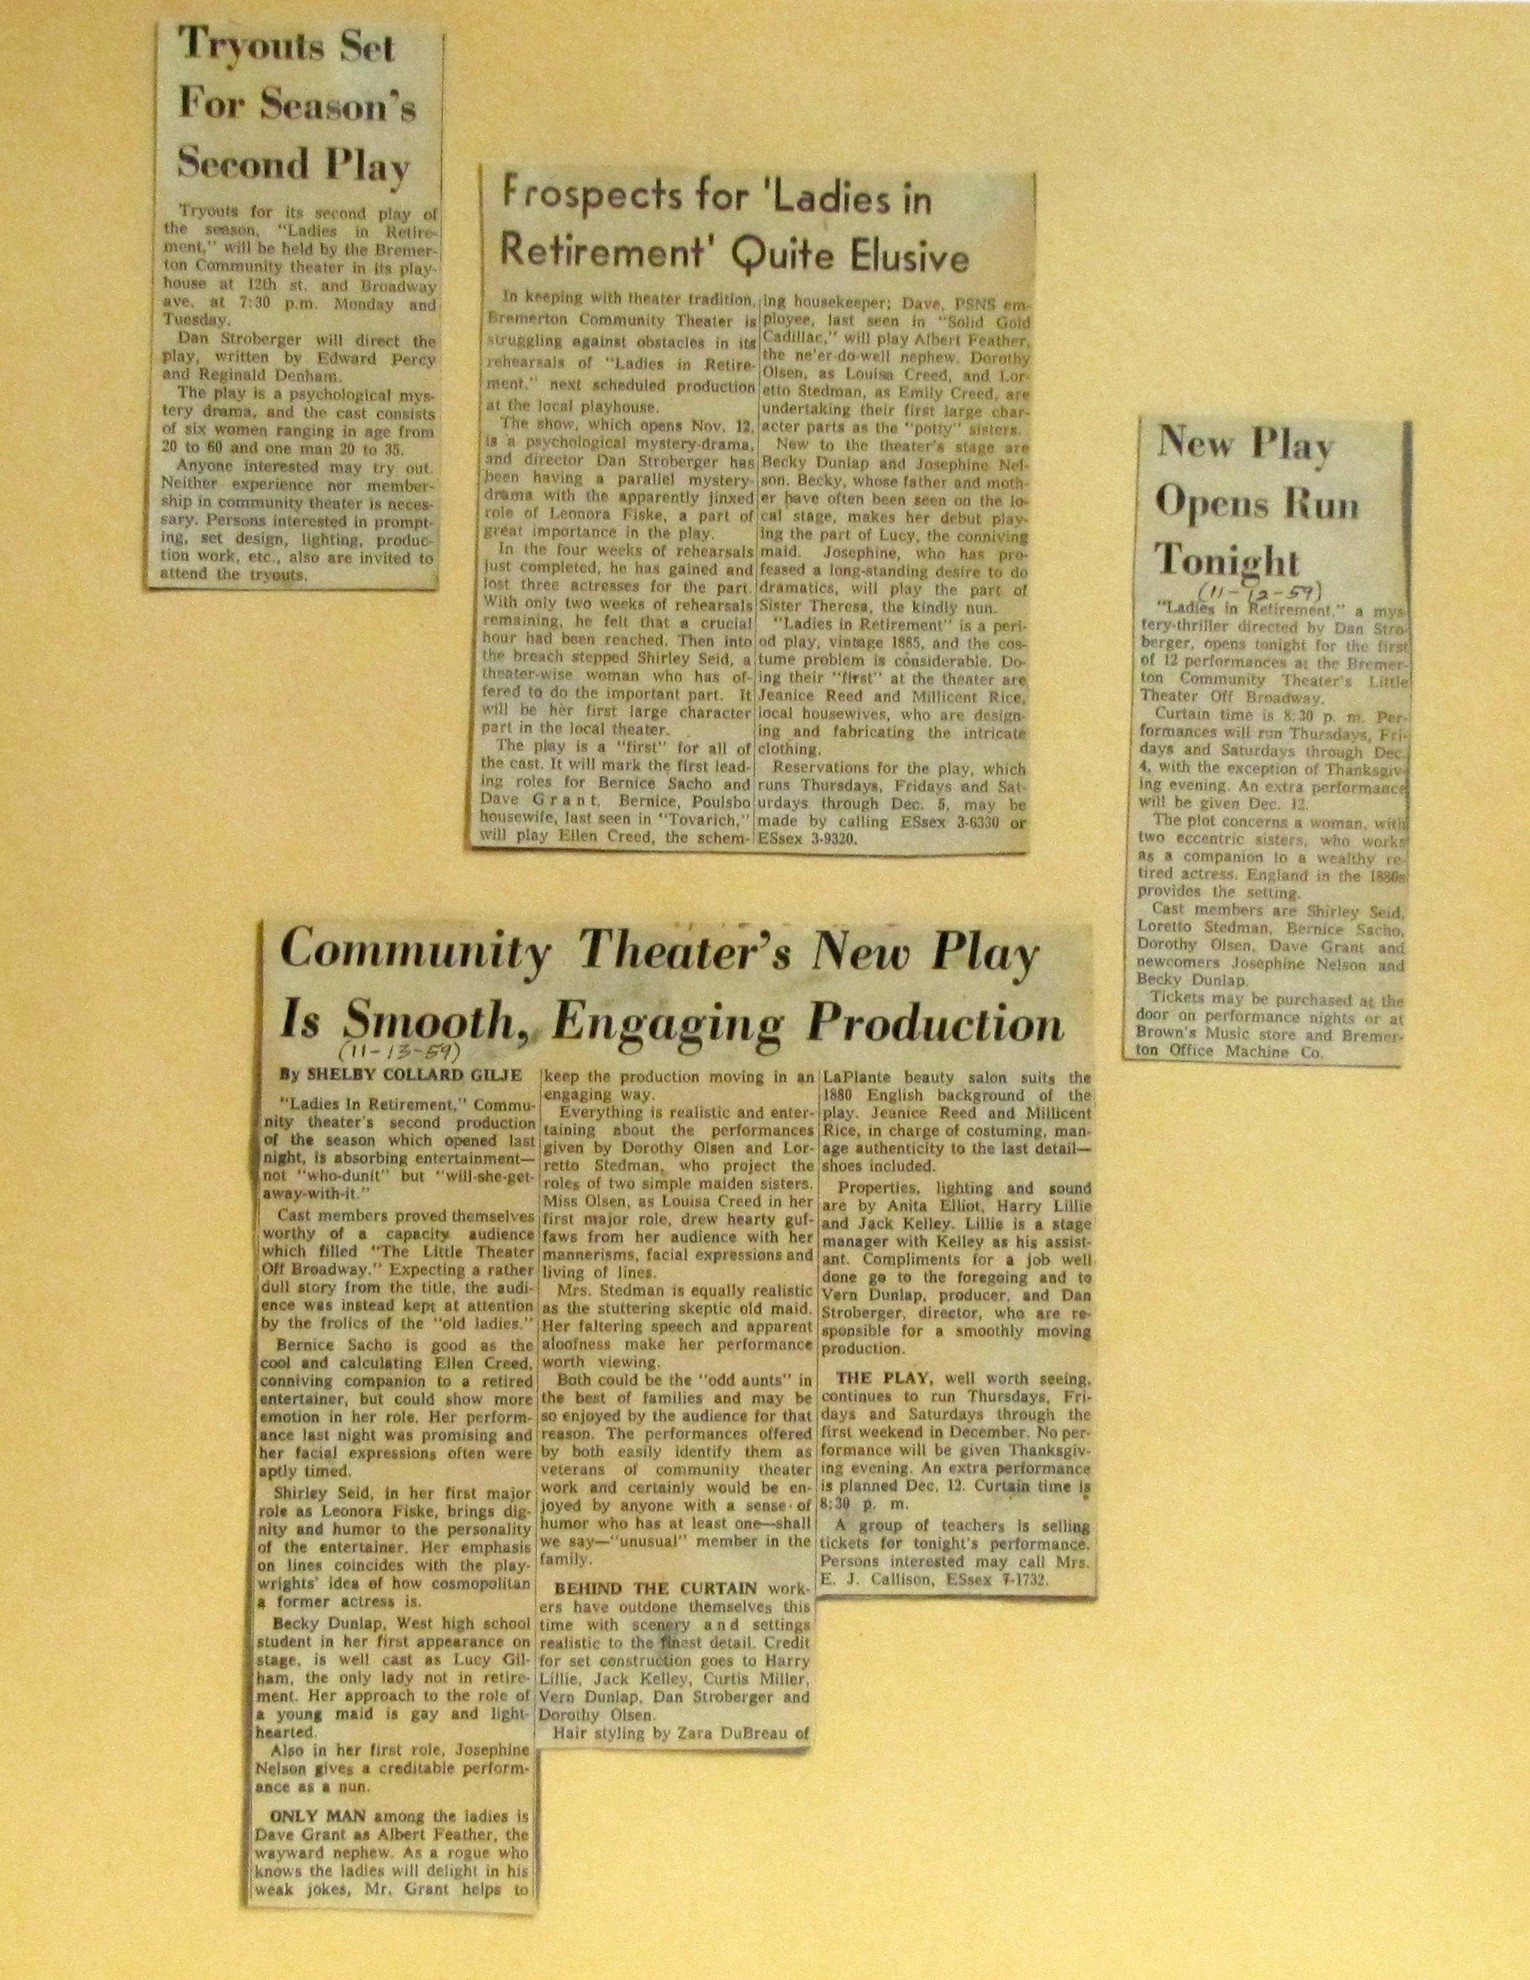 Tryouts Set
For Season's
Second Play
Tryouts for its second play of
the season, "Ladies in Retire-
ment," will be held by the Bremer-
ton Community theater in its play-
house at 12th st. and Broadway
ave. at 7:30 p.m. Monday and
Tuesday.
Dan Stroberger will direct the
play, written by Edward Percy
and Reginald Denham.
The play is a psychological mys-
tery drama, and the cast consists
of six women ranging in age from
20 to 60 and one man 20 to 35.
Anyone interested may try out.
Neither experience nor member-
ship in community theater is neces-
sary. Persons interested in prompt-
ing, set design, lighting, produc-
tion work, etc., also are invited to
attend the tryouts.
Frospects for 'Ladies in
Retirement' Quite Elusive
In keeping with theater tradition,
Bremerton Community Theater is
struggling against obstacles in its
rehearsals of "Ladies in Retire-
ment," next scheduled production
at the local playhouse.
The show, which opens Nov. 12,
is a psychological mystery-drama,
and director Dan Stroberger has
been having a parallel mystery-
drama with the apparently jinxed
role of Leonora Fiske, a part of
great importance in the play.
In the four weeks of rehearsals
just completed, he has gained and
lost three actresses for the part.
With only two weeks of rehearsals
remaining, he felt that a crucial
hour had been reached. Then into
the breach stepped Shirley Seid, a
theater-wise woman who has of-
fered to do the important part. It
will be her first large character
part in the local theater.
The play is a "first" for all of
the cast. It will mark the first lead-
ing roles for Bernice Sacho and
Dave Grant. Bernice, Poulsbo
housewife, last seen in "Tovarich,"
will play Ellen Creed, the schem-
ing housekeeper; Dave, PSNS em-
ployee, last seen in "Solid Gold
Cadillac," will play Albert Feather,
the ne'er-do-well nephew. Dorothy
Olsen, as Louisa Creed, and Lor-
etto Stedman, as Emily Creed, are
undertaking their first large char-
acter parts as the "potty" sisters.
New to the theater's stage are
Becky Dunlap and Josephine Nel-
son. Becky, whose father and moth-
er have often been seen on the lo-
cal stage, makes her debut play-
ing the part of Lucy, the conniving
maid. Josephine, who has pro-
fessed a long-standing desire to do
dramatics, will play the part of
Sister Theresa, the kindly nun.
"Ladies in Retirement" is a peri-
od play, vintage 1885, and the cos-
tume problem is considerable. Do-
ing their "first" at the theater are
Jeanice Reed and Millicent Rice,
local housewives, who are design-
ing and fabricating the intricate
clothing.
Reservations for the play, which
runs Thursdays, Fridays and Sat-
urdays through Dec. 5, may be
made by calling ESsex 3-6330 or
ESsex 3-9320.
New Play
Opens Run
Tonight
(11-12-59)
"Ladies in Retirement," a mys-
tery-thriller directed by Dan Stro-
berger, opens tonight for the first
of 12 performances at the Bremer-
ton Community Theater's Little
Theater Off Broadway.
Curtain time is 8:30 p. m. Per-
formances will run Thursdays, Fri-
days and Saturdays through Dec.
4, with the exception of Thanksgiv-
ing evening. An extra performance
will be given Dec. 12.
The plot concerns a woman, with
two eccentric sisters, who works
as a companion to a wealthy re-
tired actress. England in the 1880s
provides the setting.
Cast members are Shirley Seid,
Loretto Stedman, Bernice Sacho,
Dorothy Olsen, Dave Grant and
newcomers Josephine Nelson and
Becky Dunlap.
Tickets may be purchased at the
door on performance nights or at
Brown's Music store and Bremer-
ton Office Machine Co.
Community Theater's New Play
Is Smooth, Engaging Production
(11-13-59)
By SHELBY COLLARD GILJE
"Ladies In Retirement," Commu-
nity theater's second production
of the season which opened last
night, is absorbing entertainment—
not "who-dunit" but "will-she-get-
away-with-it."
Cast members proved themselves
worthy of a capacity audience
which filled "The Little Theater
Off Broadway." Expecting a rather
dull story from the title, the audi-
ence was instead kept at attention
by the frolics of the "old ladies."
Bernice Sacho is good as the
cool and calculating Ellen Creed,
conniving companion to a retired
entertainer, but could show more
emotion in her role. Her perform-
ance last night was promising and
her facial expressions often were
aptly timed.
Shirley Seid, in her first major
role as Leonora Fiske, brings dig-
nity and humor to the personality
of the entertainer. Her emphasis
on lines coincides with the play-
wrights' idea of how cosmopolitan
a former actress is.
Becky Dunlap, West high school
student in her first appearance on
stage, is well cast as Lucy Gil-
ham, the only lady not in retire-
ment. Her approach to the role of
a young maid is gay and light-
hearted.
Also in her first role, Josephine
Nelson gives a creditable perform-
ance as a nun.
ONLY MAN among the ladies is
Dave Grant as Albert Feather, the
wayward nephew. As a rogue who
knows the ladies will delight in his
weak jokes, Mr. Grant helps to
keep the production moving in an
engaging way.
Everything is realistic and enter-
taining about the performances
given by Dorothy Olsen and Lor-
retto Stedman, who project the
roles of two simple maiden sisters.
Miss Olsen, as Louisa Creed in her
first major role, drew hearty guf-
faws from her audience with her
mannerisms, facial expressions and
living of lines.
Mrs. Stedman is equally realistic
as the stuttering skeptic old maid.
Her faltering speech and apparent
aloofness make her performance
worth viewing.
Both could be the "odd aunts" in
the best of families and may be
so enjoyed by the audience for that
reason. The performances offered
by both easily identify them as
veterans of community theater
work and certainly would be en-
joyed by anyone with a sense of
humor who has at least one—shall
we say—"unusual" member in the
family.
BEHIND THE CURTAIN work-
ers have outdone themselves this
time with scenery and settings
realistic to the finest detail. Credit
for set construction goes to Harry
Lillie, Jack Kelley, Curtis Miller,
Vern Dunlap, Dan Stroberger and
Dorothy Olsen.
Hair styling by Zara DuBreau of
LaPlante beauty salon suits the
1880 English background of the
play. Jeanice Reed and Millicent
Rice, in charge of costuming, man-
age authenticity to the last detail—
shoes included.
Properties, lighting and sound
are by Anita Elliot, Harry Lillie
and Jack Kelley. Lillie is a stage
manager with Kelley as his assist-
ant. Compliments for a job well
done go to the foregoing and to
Vern Dunlap, producer, and Dan
Stroberger, director, who are re-
sponsible for a smoothly moving
production.
THE PLAY, well worth seeing,
continues to run Thursdays, Fri-
days and Saturdays through the
first weekend in December. No per-
formance will be given Thanksgiv-
ing evening. An extra performance
is planned Dec. 12. Curtain time is
8:30 p. m.
A group of teachers is selling
tickets for tonight's performance.
Persons interested may call Mrs.
E. J. Callison, ESsex 7-1732.